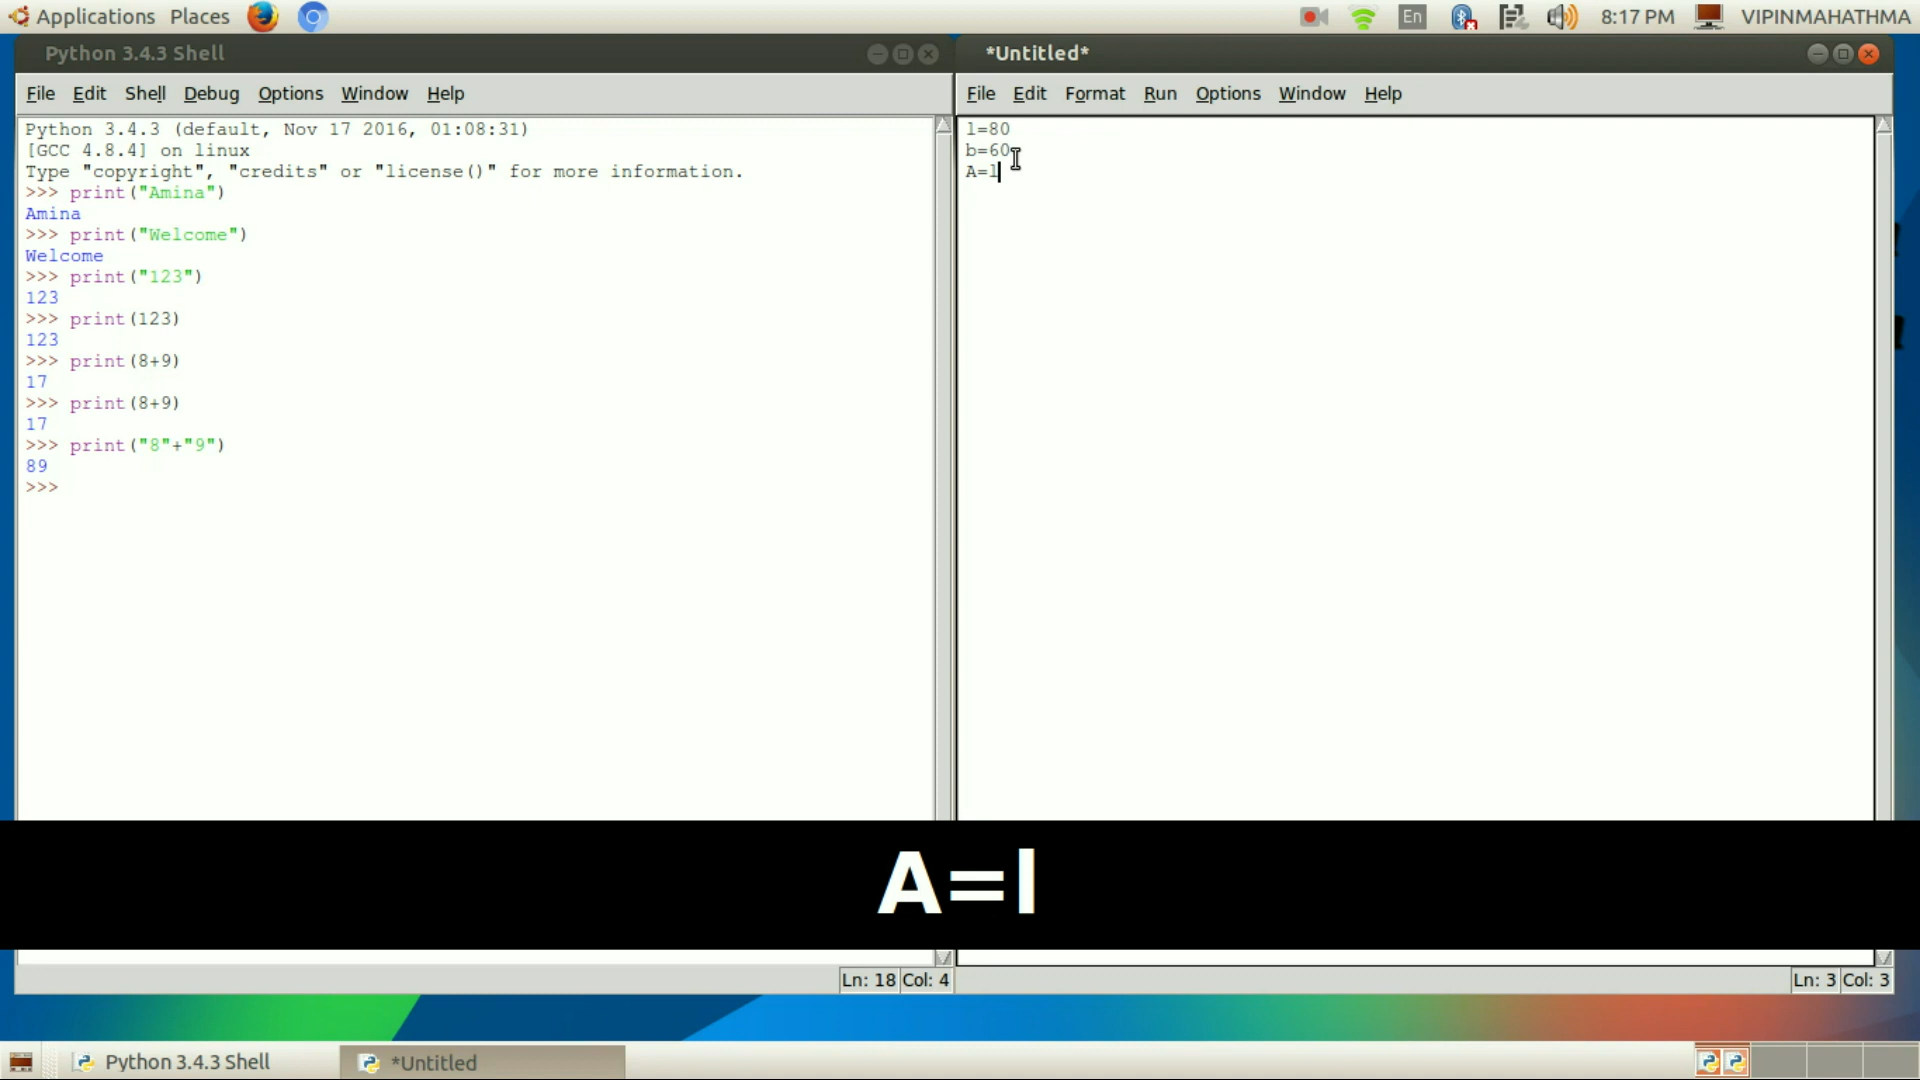 Applications Places En 8:17 PM VIPINMAHATHMA
Python 3.4.3 Shell
File Edit Shell Debug Options Window Help
Python 3.4.3 (default, Nov 17 2016, 01:08:31)
[GCC 4.8.4] on linux
Type "copyright", "credits" or "license()" for more information.
>>> print("Amina")
Amina
>>> print("Welcome")
Welcome
>>> print("123")
123
>>> print(123)
123
>>> print(8+9)
17
>>> print(8+9)
17
>>> print("8"+"9")
89
>>>
Ln: 18 Col: 4
*Untitled*
File Edit Format Run Options Window Help
l=80
b=60
A=l
Ln: 3 Col: 3
A=l
Python 3.4.3 Shell *Untitled